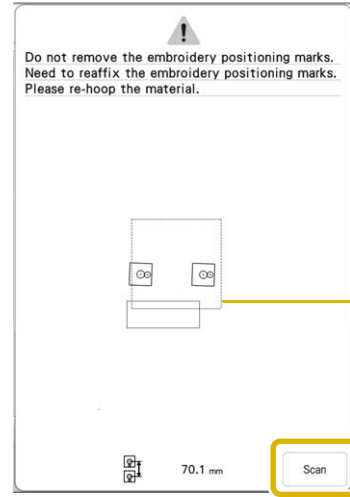 Do not remove the embroidery positioning marks.
Need to reaffix the embroidery positioning marks.
Please re-hoop the material.
70.1 mm
Scan